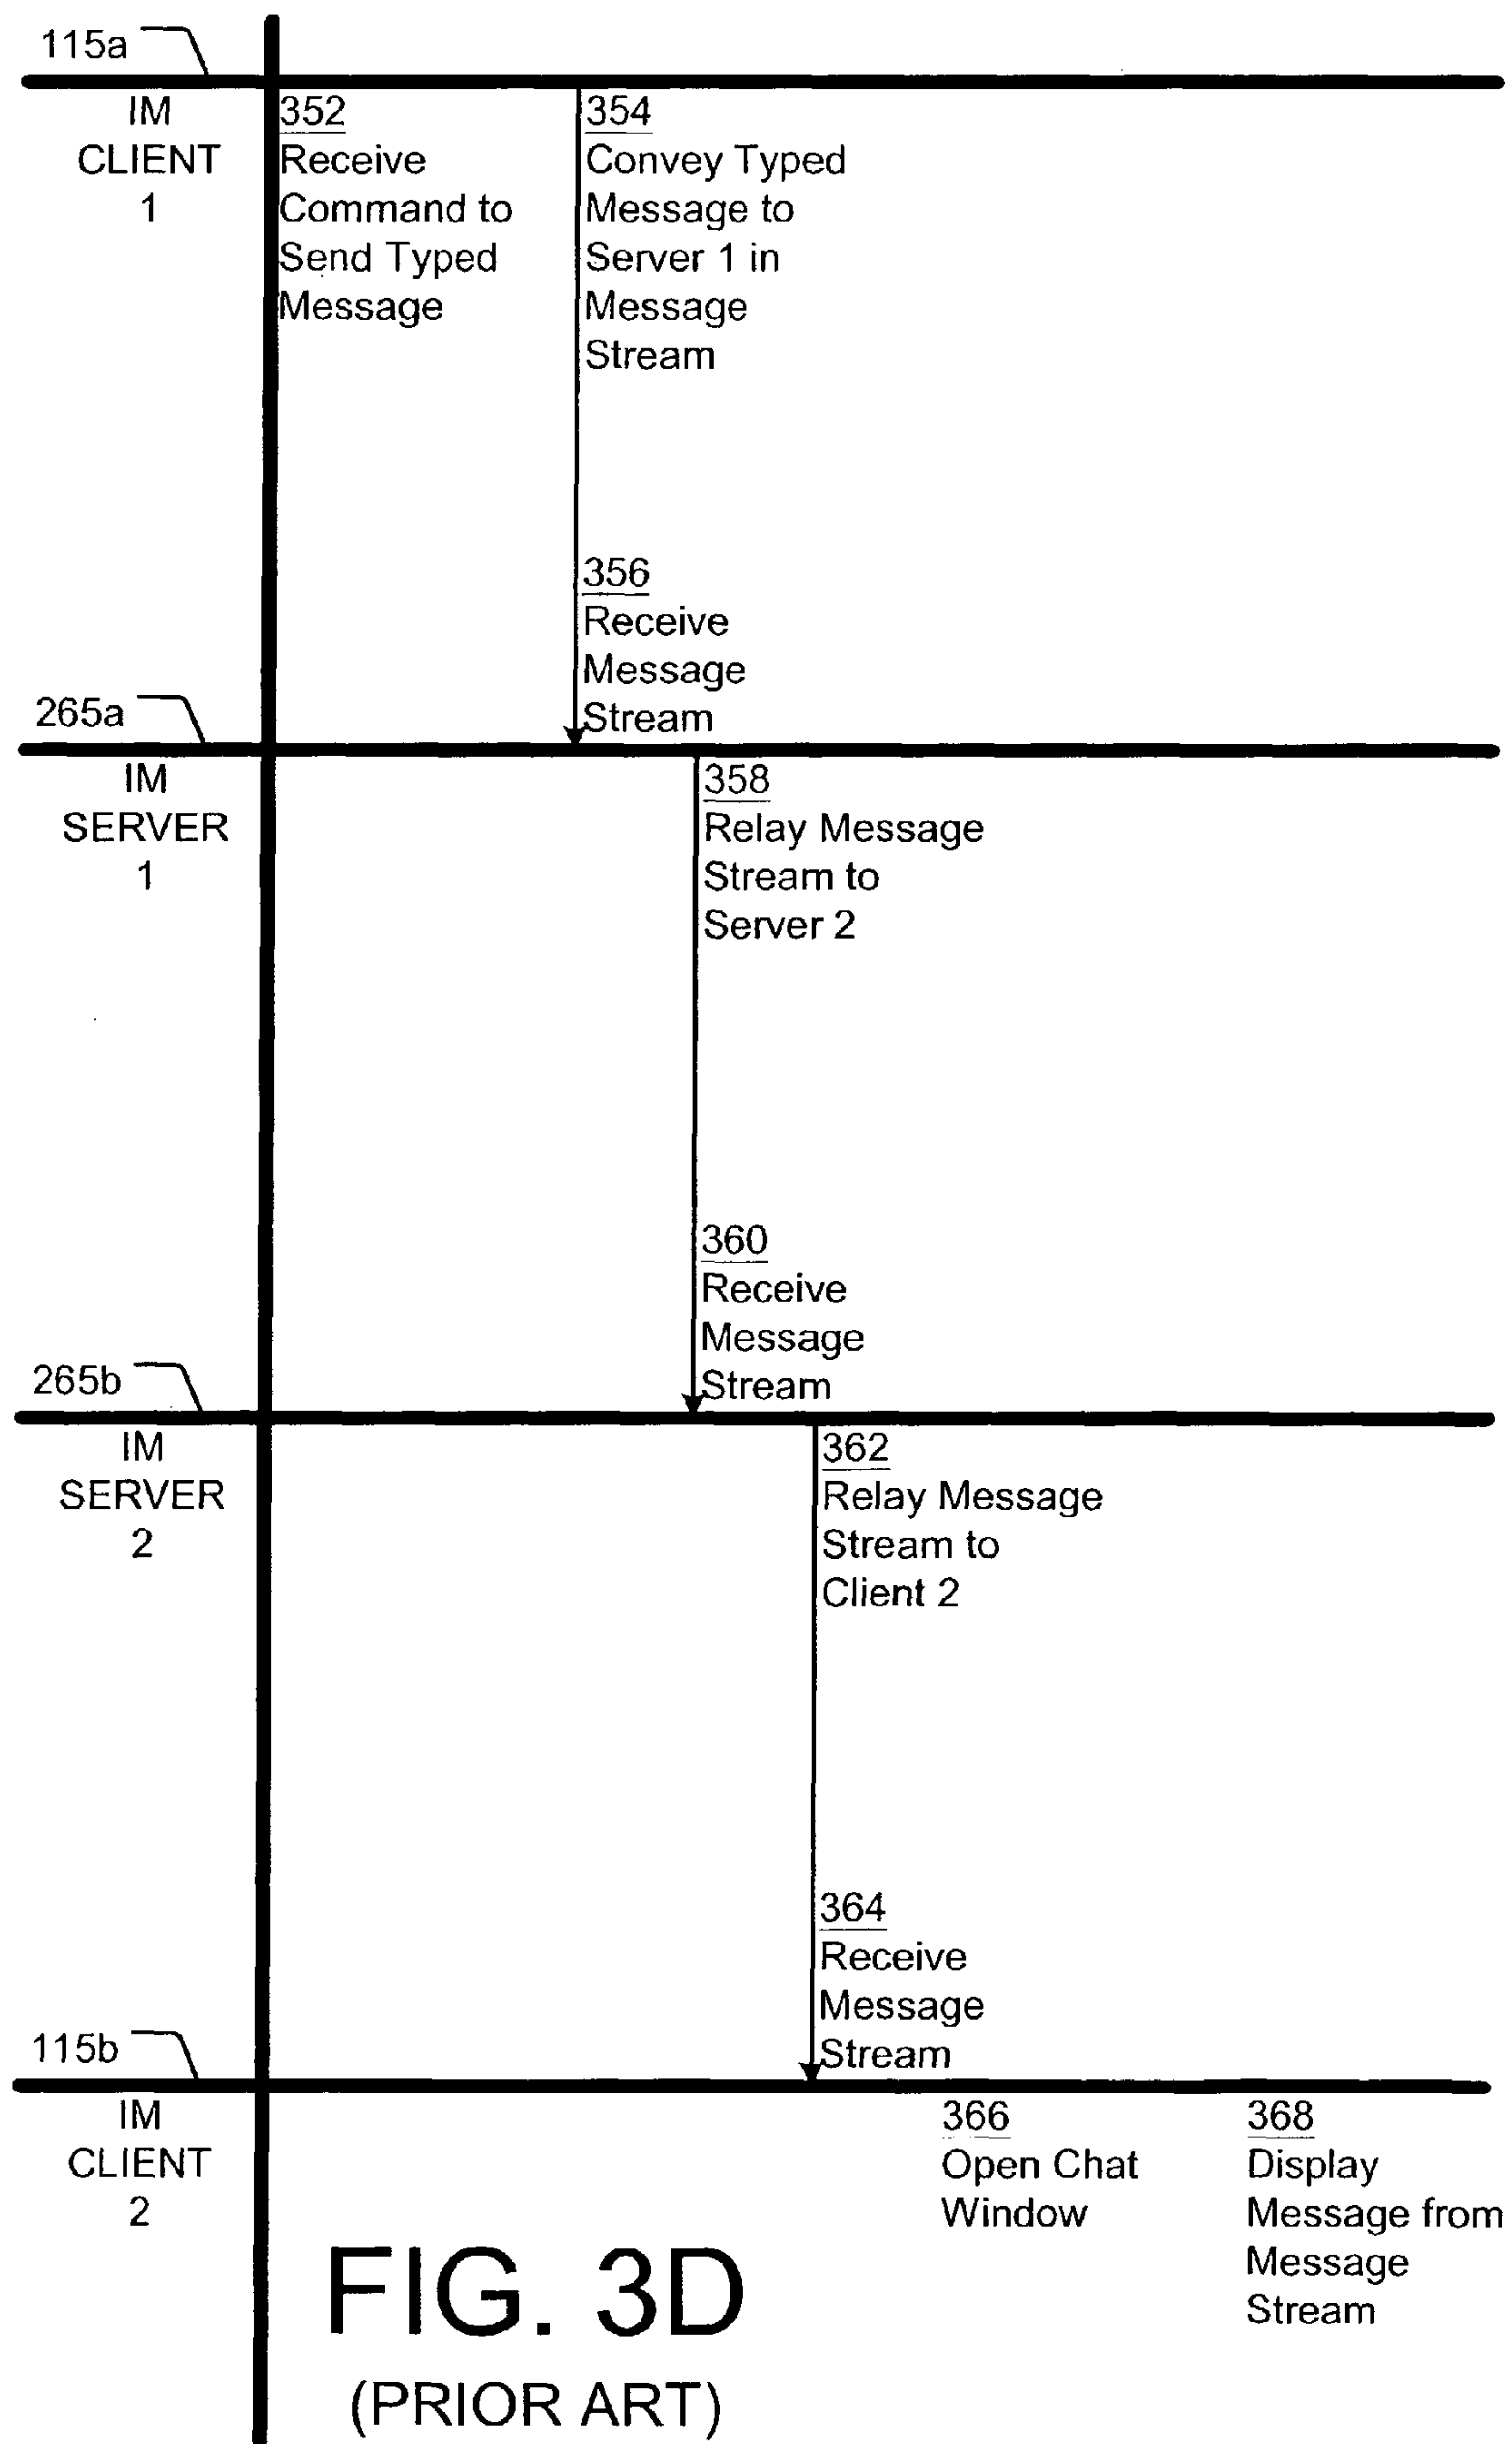 115a
IM
CLIENT
1
352
Receive
Command to
Send Typed
Message
354
Convey Typed
Message to
Server 1 in
Message
Stream
356
Receive
Message
Stream
265a
IM
SERVER
1
358
Relay Message
Stream to
Server 2
360
Receive
Message
Stream
265b
IM
SERVER
2
362
Relay Message
Stream to
Client 2
364
Receive
Message
Stream
115b
IM
CLIENT
2
366
Open Chat
Window
368
Display
Message from
Message
Stream
FIG. 3D
(PRIOR ART)